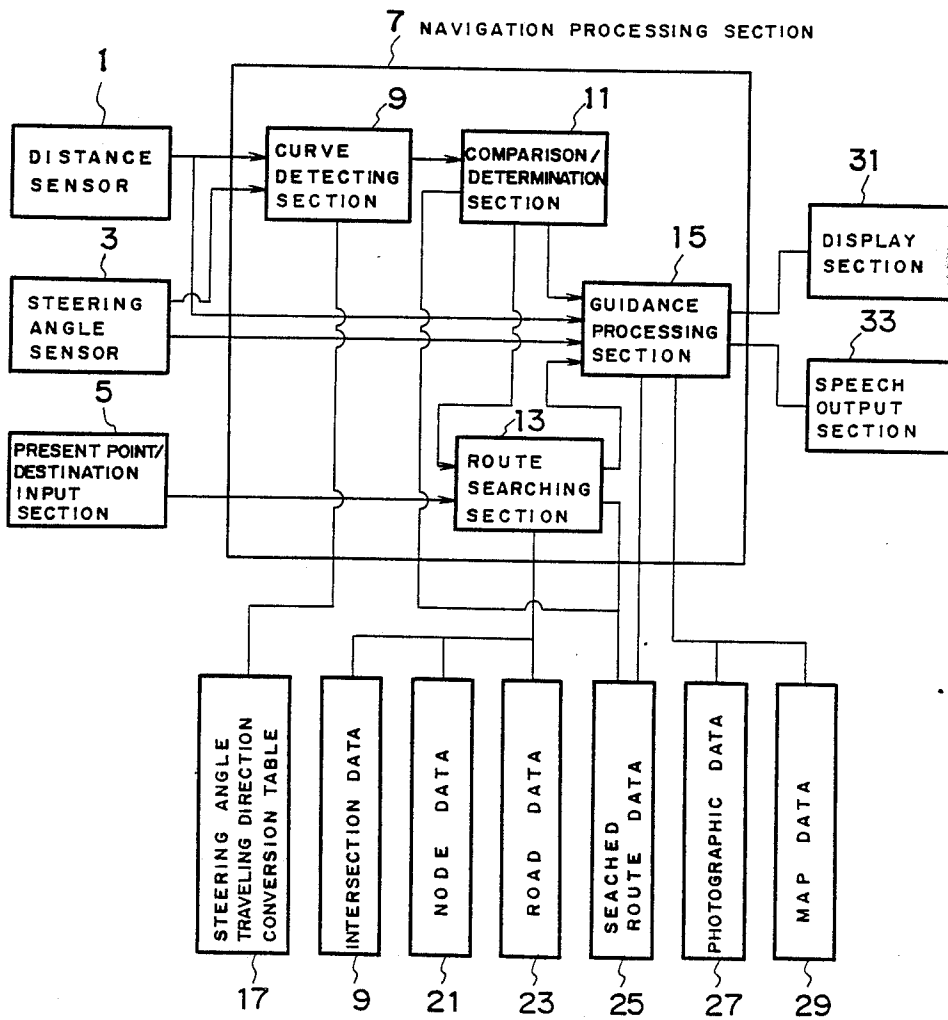 7 NAVIGATION PROCESSING SECTION
1
DISTANCE
SENSOR
9
CURVE
DETECTING
SECTION
11
COMPARISON/
DETERMINATION
SECTION
31
DISPLAY
SECTION
3
STEERING
ANGLE
SENSOR
15
GUIDANCE
PROCESSING
SECTION
33
SPEECH
OUTPUT
SECTION
5
PRESENT POINT/
DESTINATION
INPUT
SECTION
13
ROUTE
SEARCHING
SECTION
STEERING ANGLE
TRAVELING DIRECTION
CONVERSION TABLE
INTERSECTION DATA
NODE DATA
ROAD DATA
SEACHED
ROUTE DATA
PHOTOGRAPHIC DATA
MAP DATA
17
9
21
23
25
27
29